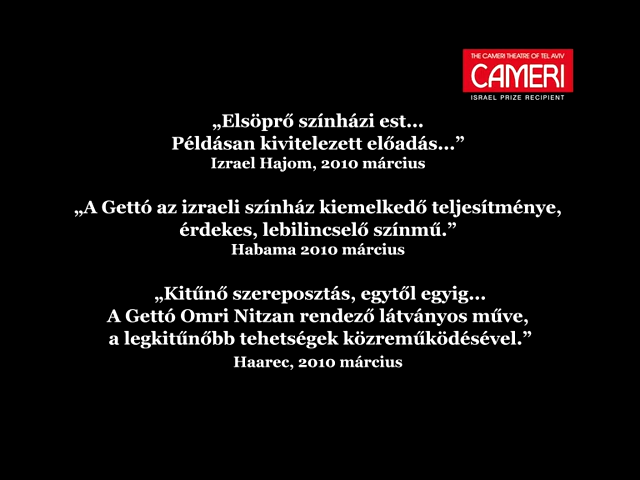 THE CAMERI THEATRE OF TEL AVIV
CAMERI
ISRAEL PRIZE RECIPIENT
„Elsöprő színházi est...
Példásan kivitelezett előadás...”
Izrael Hajom, 2010 március
„A Gettó az izraeli színház kiemelkedő teljesítménye,
érdekes, lebilincselő színmű.”
Habama 2010 március
„Kitűnő szereposztás, egytől egyig...
A Gettó Omri Nitzan rendező látványos műve,
a legkitűnőbb tehetségek közreműködésével.”
Haarec, 2010 március